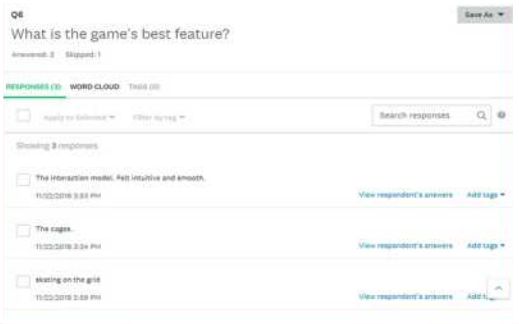 Q6
Save As
What is the game's best feature?
Answered: 3 Skipped: 1
RESPONSES (3) WORD CLOUD TAGS (0)
Apply to Selected Filter by tag
Search responses
Showing 3 responses
The interaction model. Felt intuitive and smooth.
11/22/2018 3:53 PM
View respondent's answers Add tags
The cages.
11/22/2018 3:34 PM
View respondent's answers Add tags
skating on the grid
11/22/2018 2:58 PM
View respondent's answers